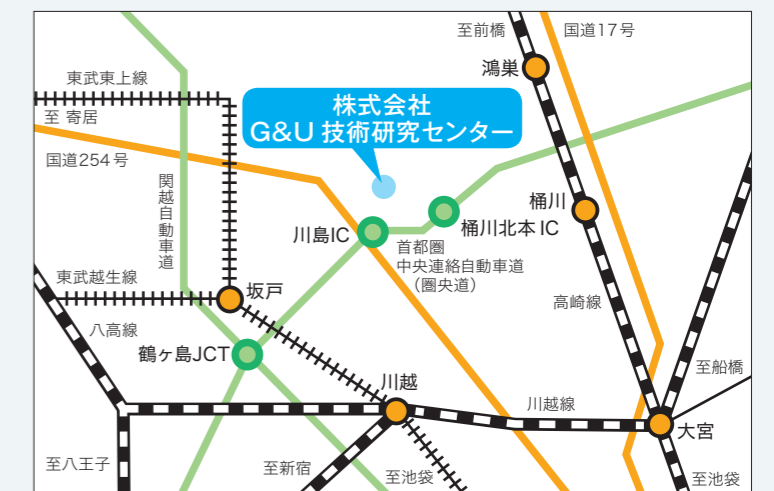 至前橋
国道17号
鴻巣
東武東上線
至 寄居
株式会社
G&U 技術研究センター
国道254号
関越自動車道
桶川
桶川北本 IC
川島IC
首都圏
中央連絡自動車道
（圏央道）
東武越生線
坂戸
高崎線
八高線
鶴ヶ島JCT
至船橋
川越
川越線
大宮
至八王子
至新宿
至池袋
至池袋